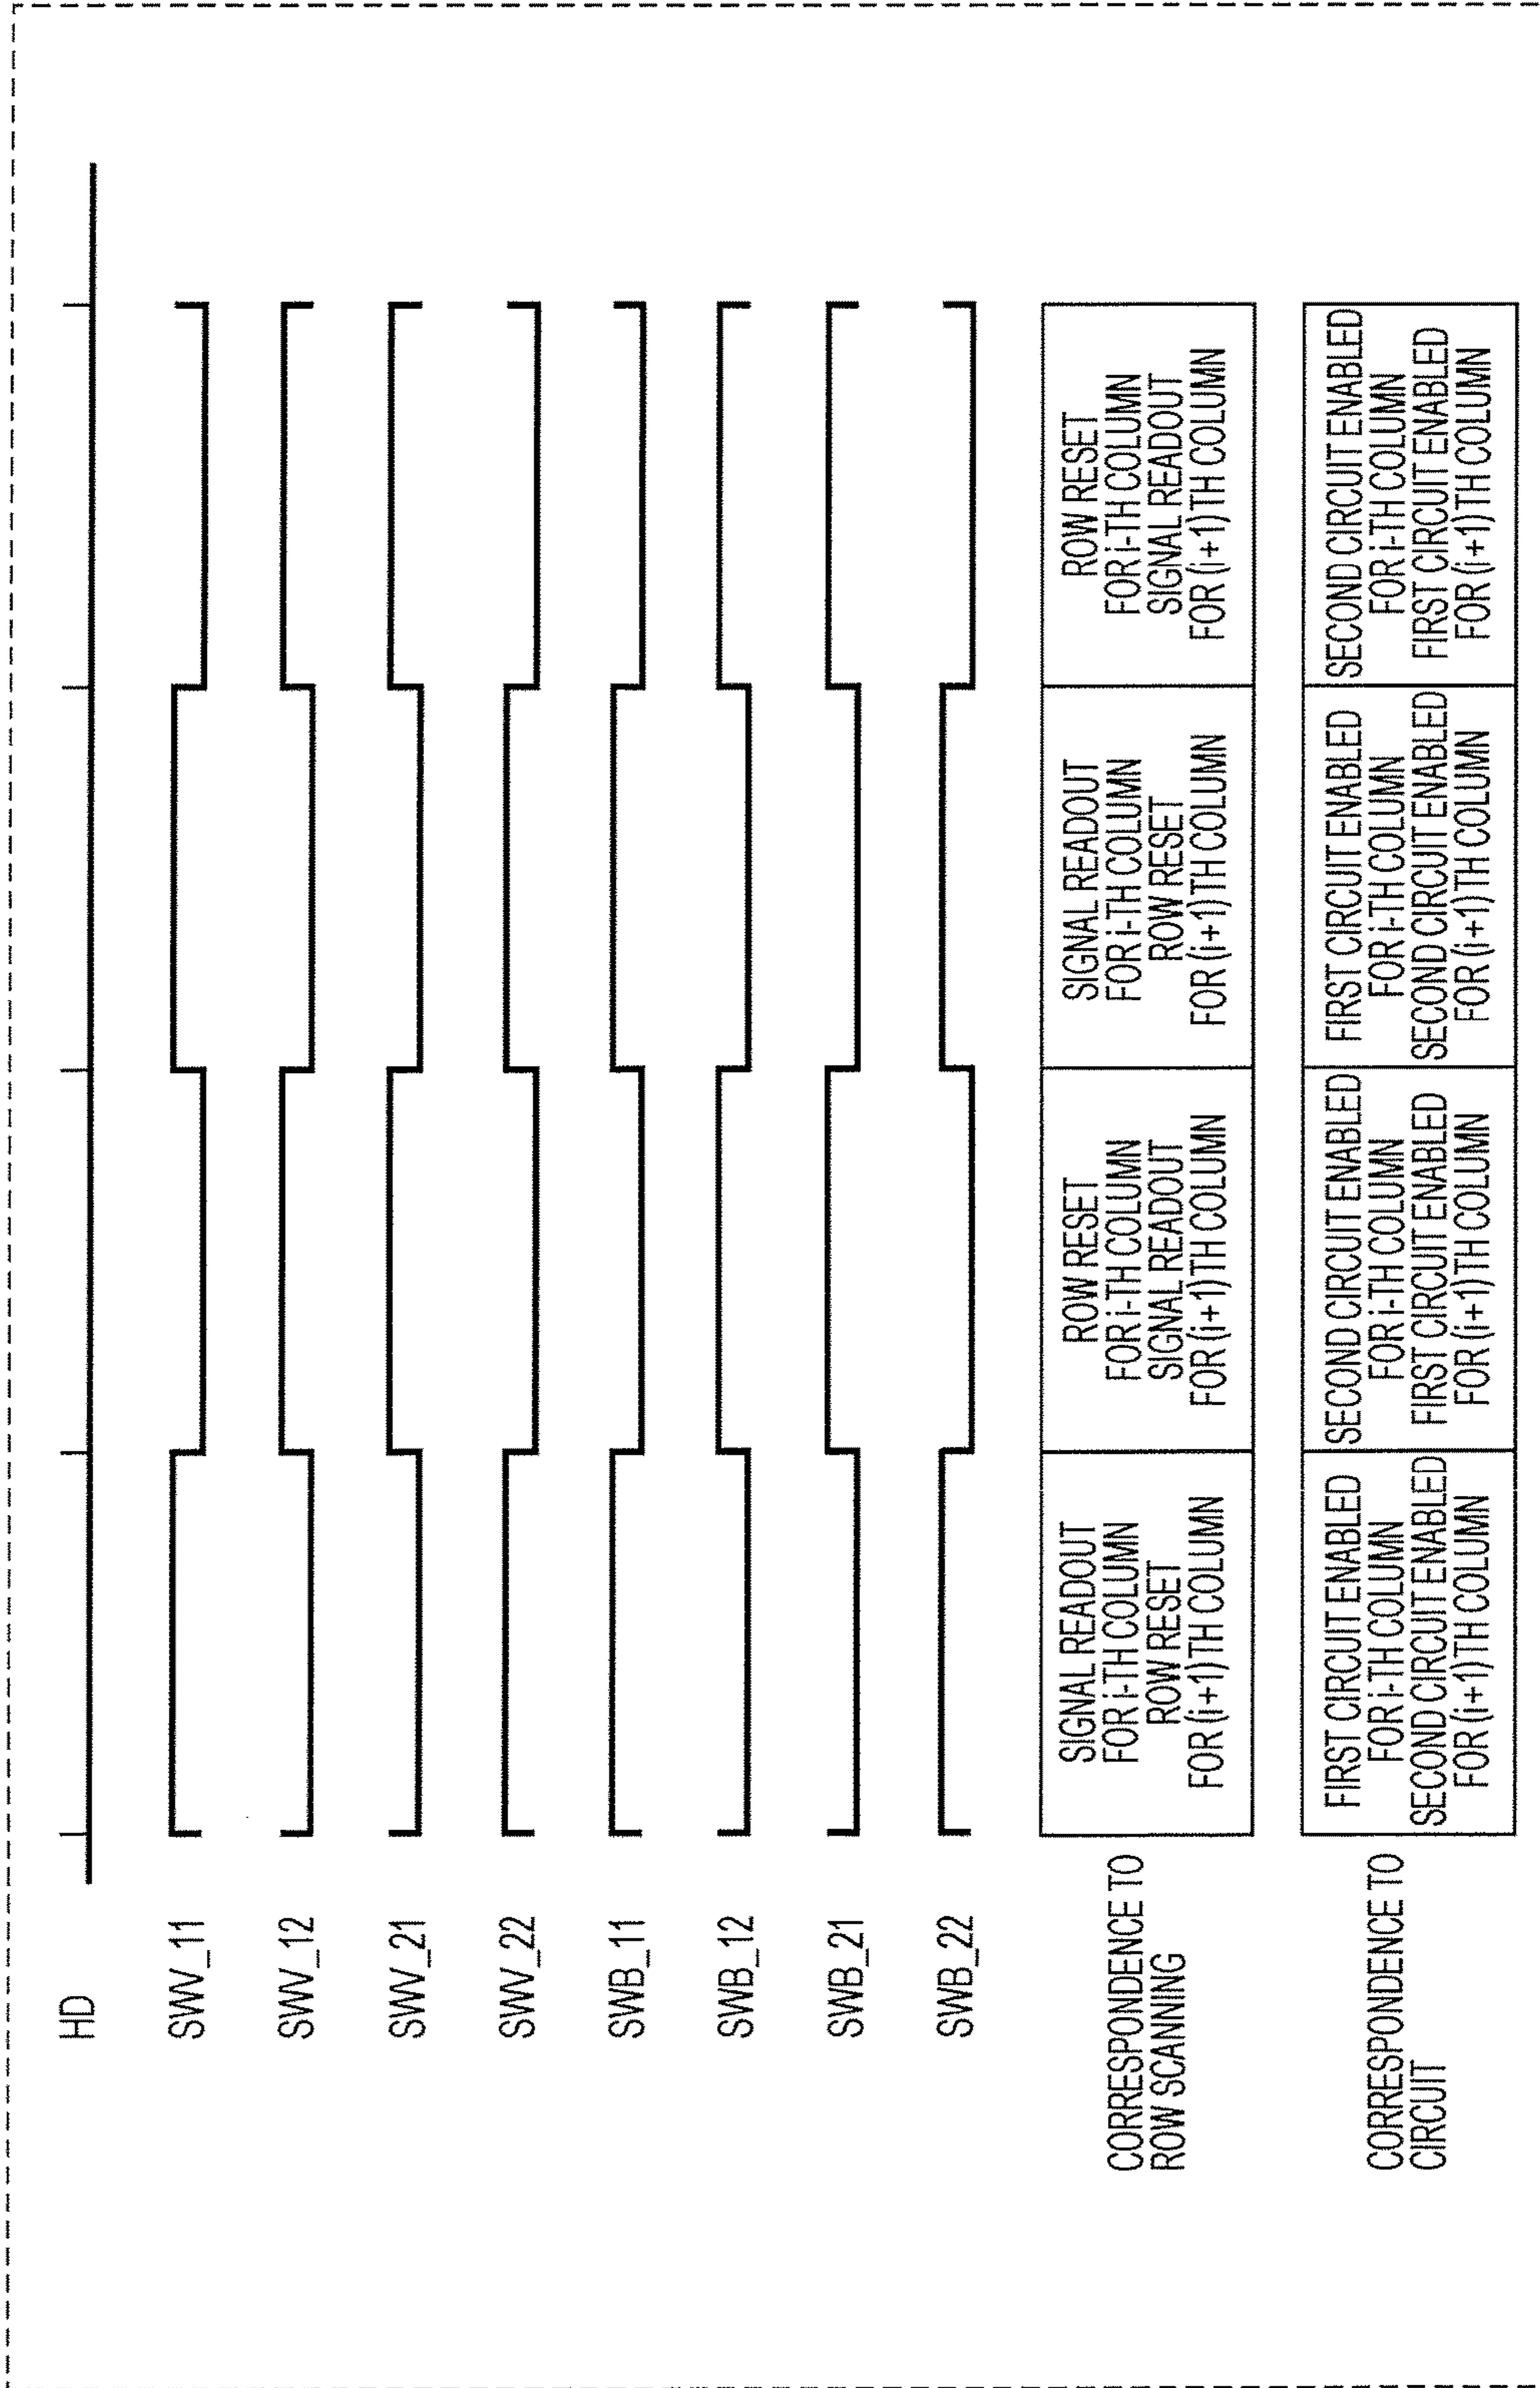 HD
SWV_11
SWV_12
SWV_21
SWV_22
SWB_11
SWB_12
SWB_21
SWB_22
CORRESPONDENCE TO
ROW SCANNING
SIGNAL READOUT
FOR i-TH COLUMN
ROW RESET
FOR (i+1)TH COLUMN
ROW RESET
FOR i-TH COLUMN
SIGNAL READOUT
FOR (i+1)TH COLUMN
SIGNAL READOUT
FOR i-TH COLUMN
ROW RESET
FOR (i+1)TH COLUMN
ROW RESET
FOR i-TH COLUMN
SIGNAL READOUT
FOR (i+1)TH COLUMN
CORRESPONDENCE TO
CIRCUIT
FIRST CIRCUIT ENABLED
FOR i-TH COLUMN
SECOND CIRCUIT ENABLED
FOR (i+1)TH COLUMN
SECOND CIRCUIT ENABLED
FOR i-TH COLUMN
FIRST CIRCUIT ENABLED
FOR (i+1)TH COLUMN
FIRST CIRCUIT ENABLED
FOR i-TH COLUMN
SECOND CIRCUIT ENABLED
FOR (i+1)TH COLUMN
SECOND CIRCUIT ENABLED
FOR i-TH COLUMN
FIRST CIRCUIT ENABLED
FOR (i+1)TH COLUMN